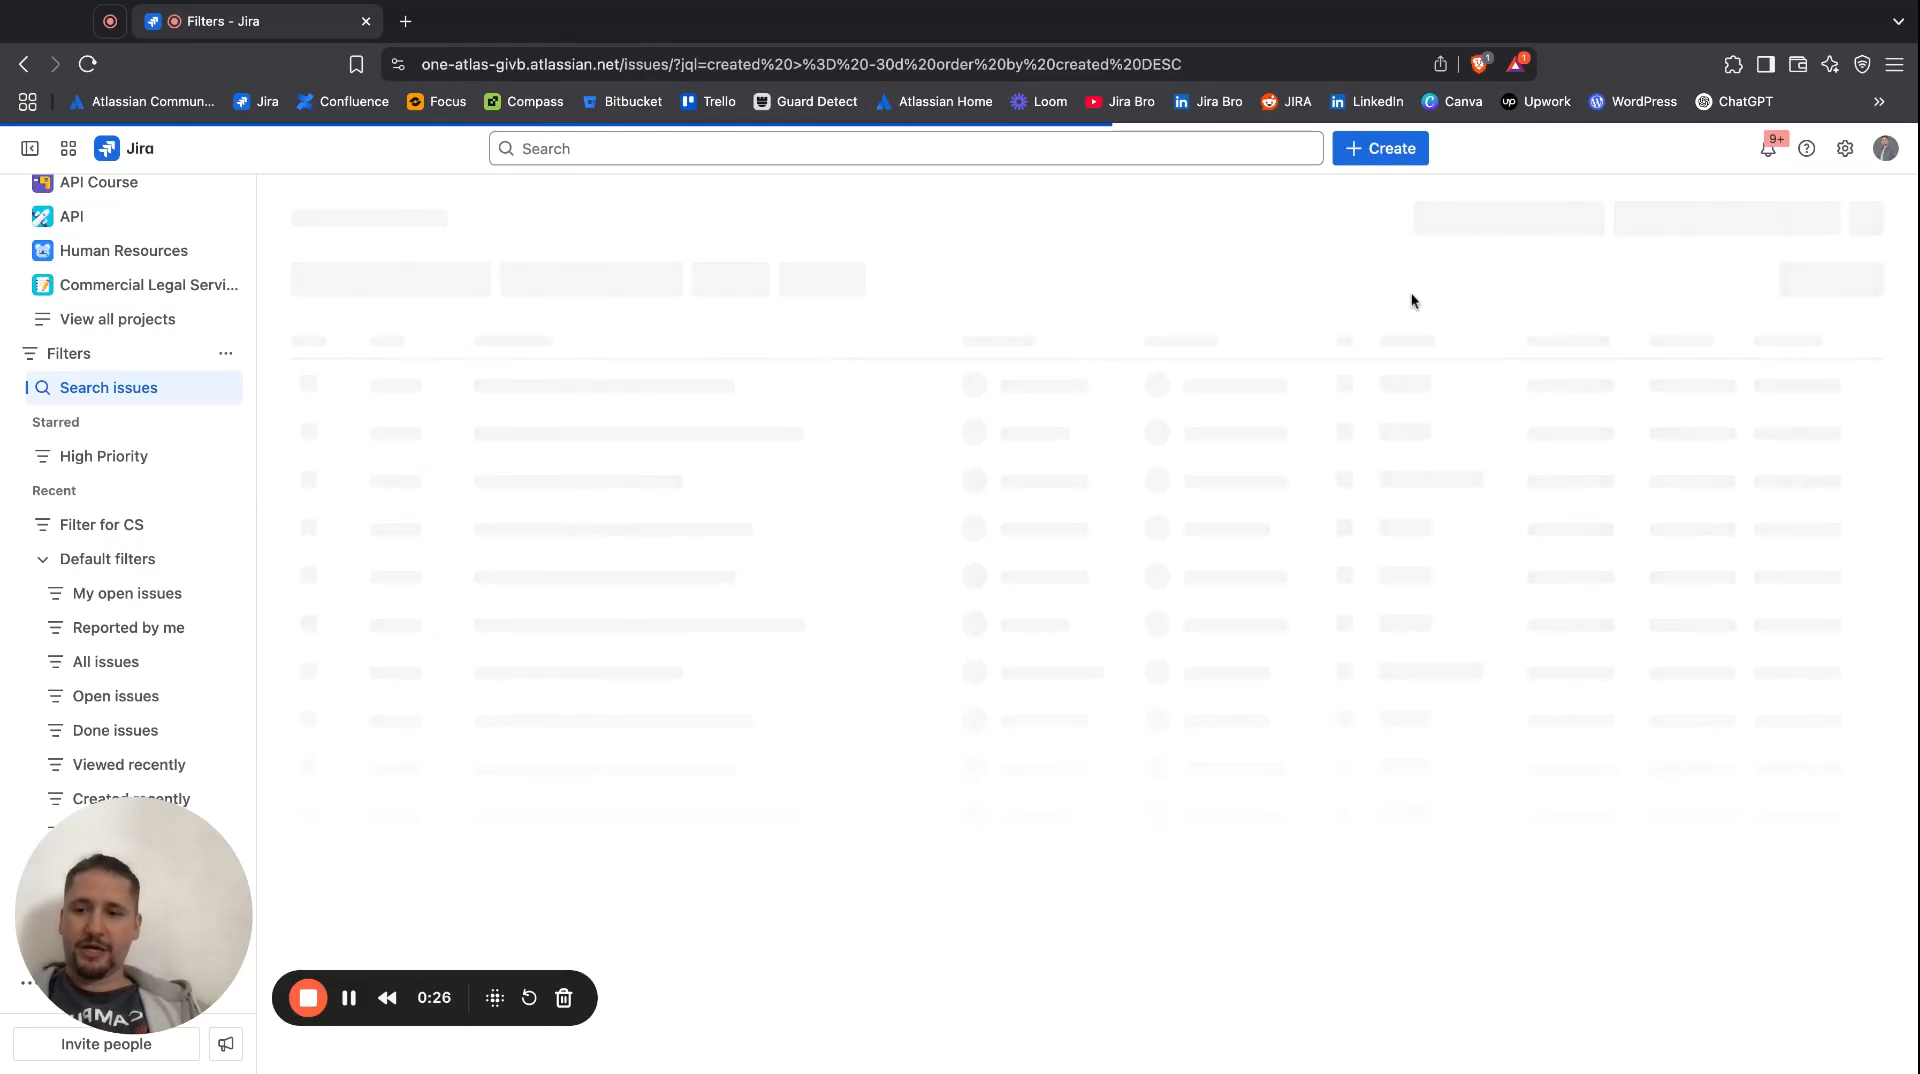 Filters - Jira
one-atlas-givb.atlassian.net/issues/?jql=created%20>%3D%20-30d%20order%20by%20created%20DESC
1
1
Atlassian Commun... Jira Confluence Focus Compass Bitbucket Trello Guard Detect Atlassian Home Loom Jira Bro Jira Bro JIRA LinkedIn Canva Upwork WordPress ChatGPT
Jira
Search
Create
9+
API Course
API
Human Resources
Commercial Legal Servi...
View all projects
Filters
Search issues
Starred
High Priority
Recent
Filter for CS
Default filters
My open issues
Reported by me
All issues
Open issues
Done issues
Viewed recently
Created recently
0:26
Invite people